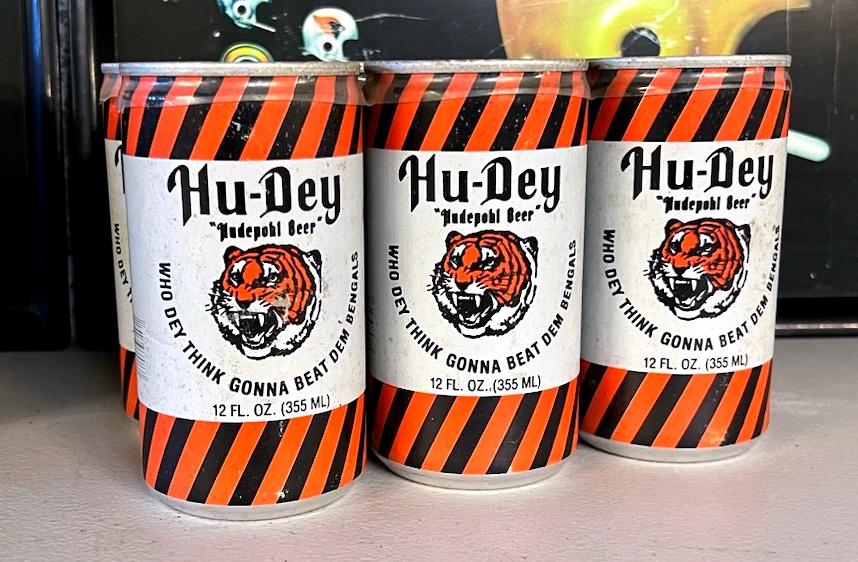 Hu-Dey
"Hudepohl Beer"
WHO DEY THINK GONNA BEAT DEM BENGALS
12 FL. OZ. (355 ML)
Hu-Dey
"Hudepohl Beer"
WHO DEY THINK GONNA BEAT DEM BENGALS
12 FL. OZ. (355 ML)
Hu-Dey
"Hudepohl Beer"
WHO DEY THINK GONNA BEAT DEM BENGALS
12 FL. OZ. (355 ML)
WHO DEY